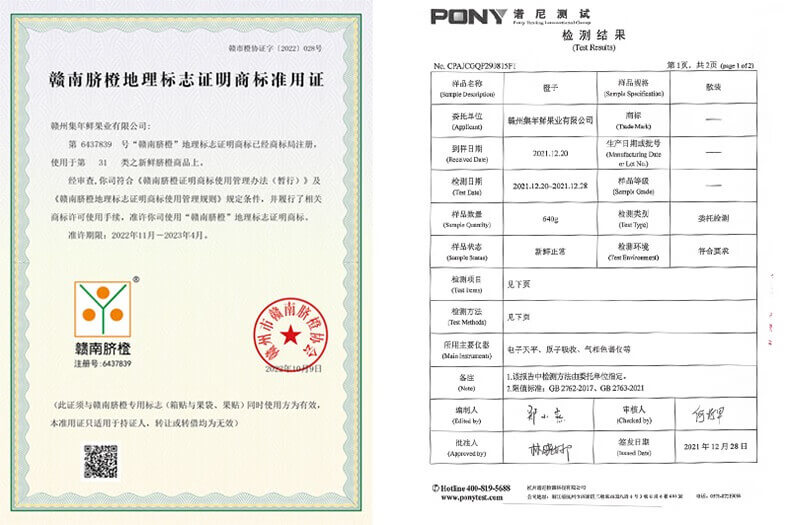 赣市橙协证字〔2022〕028号
赣南脐橙地理标志证明商标准用证
赣州集年鲜果业有限公司:
第 6437839 号“赣南脐橙”地理标志证明商标已经商标局注册,
使用于第 31 类之新鲜脐橙商品上。
经审查,你司符合《赣南脐橙证明商标使用管理办法(暂行)》及
《赣南脐橙地理标志证明商标使用管理规则》规定条件,并履行了相关
商标许可使用手续,准许你司使用“赣南脐橙”地理标志证明商标。
准许期限:2022年11月—2023年4月。
®
赣南脐橙
注册号:6437839
赣州市赣南脐橙协会
2022年10月9日
(此证须与赣南脐橙专用标志(箱贴与果袋、果贴)同时使用方为有效,
本准用证只适用于持证人,转让或转借均为无效)
PONY 谱尼测试
Pony Testing International Group
检测结果
(Test Results)
No. CPAJCGQF293815F1
第1页,共2页 (page 1 of 2)
样品名称 橙子 样品规格 散装
(Sample Description) (Sample Specification)
委托单位 赣州集年鲜果业有限公司 商标 —
(Applicant) (Trade Mark)
到样日期 2021.12.20 生产日期或批号 —
(Received Date) (Manufacturing Date or Lot No.)
检测日期 2021.12.20~2021.12.28 样品等级 —
(Test Date) (Sample Grade)
样品数量 640g 检测类别 委托检测
(Sample Quantity) (Test Type)
样品状态 新鲜正常 检测环境 符合要求
(Sample Status) (Test Environment)
检测项目 见下页
(Test Items)
检测方法 见下页
(Test Methods)
所用主要仪器 电子天平、原子吸收、气相色谱仪等
(Main Instruments)
备注 1.该报告中检测方法由委托单位指定。
(Note) 2.限值标准:GB 2762-2017、GB 2763-2021
编制人 审核人
(Edited by) (Checked by)
批准人 签发日期 2021年12月28日
(Approved by) (Issued Date)
Hotline 400-819-5688
www.ponytest.com